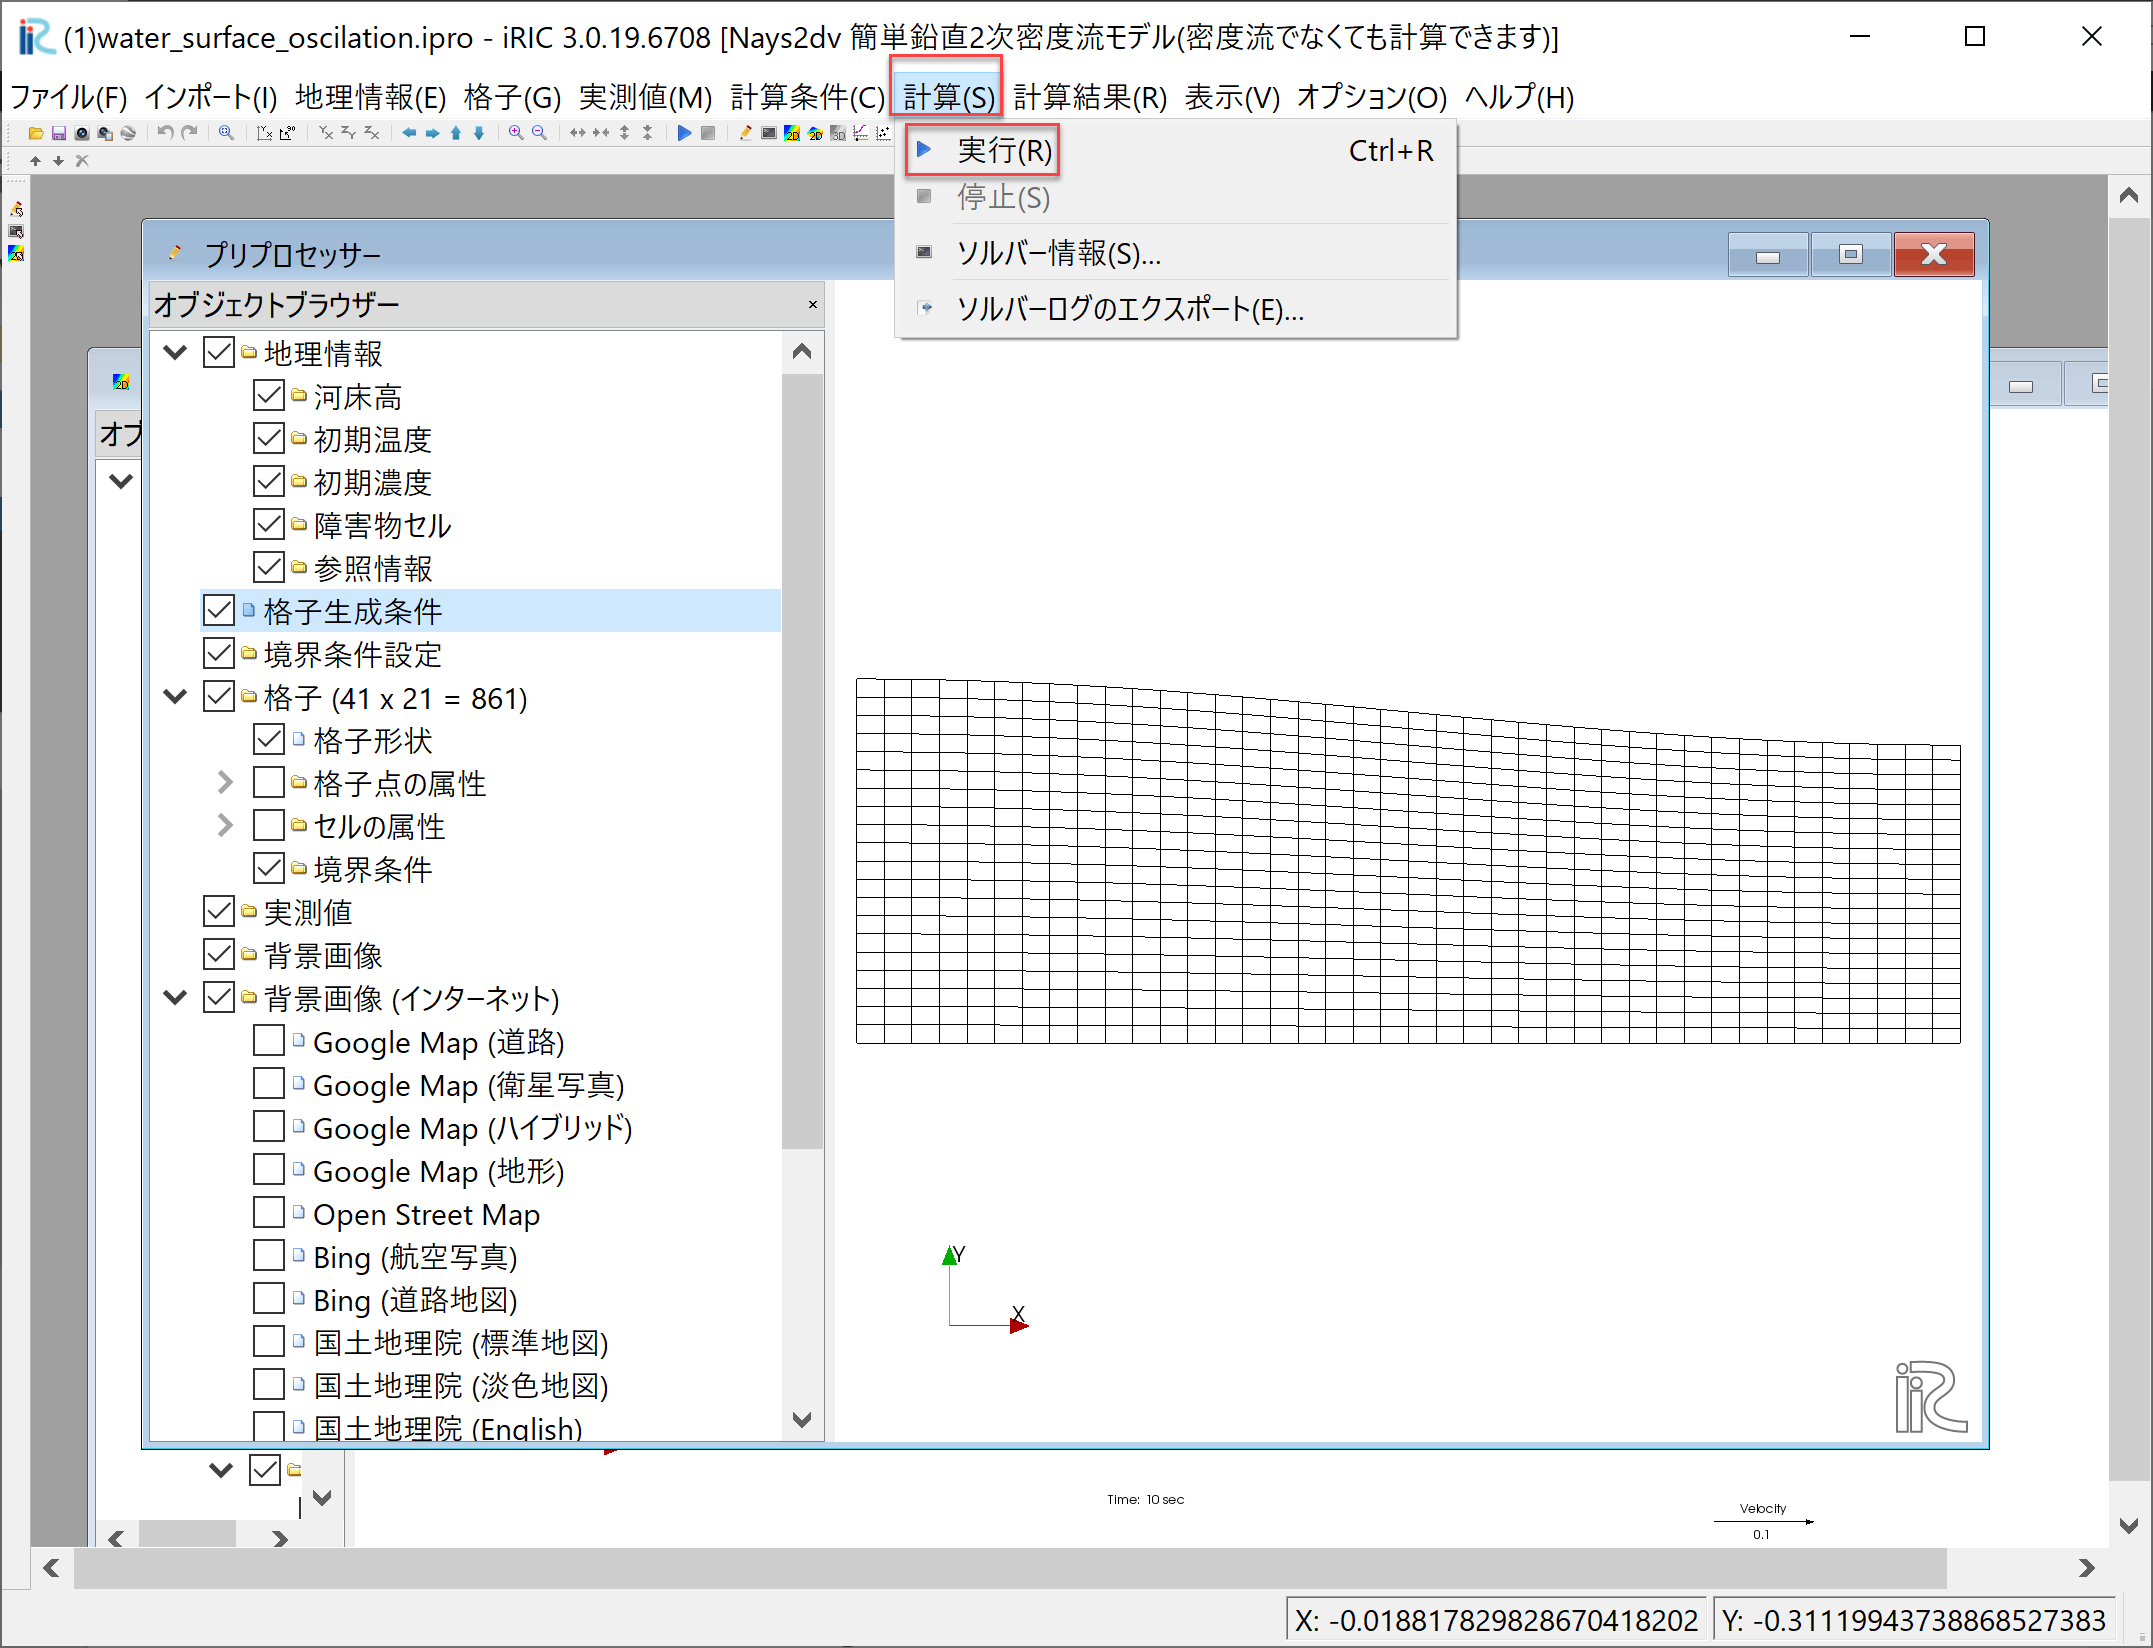 (1)water_surface_oscilation.ipro - iRIC 3.0.19.6708 [Nays2dv 簡単鉛直2次密度流モデル(密度流でなくても計算できます)]
ファイル(F) インポート(I) 地理情報(E) 格子(G) 実測値(M) 計算条件(C) 計算(S) 計算結果(R) 表示(V) オプション(O) ヘルプ(H)
実行(R) Ctrl+R
停止(S)
ソルバー情報(S)...
ソルバーログのエクスポート(E)...
プリプロセッサー
オブジェクトブラウザー
オブ
地理情報
河床高
初期温度
初期濃度
障害物セル
参照情報
格子生成条件
境界条件設定
格子 (41 x 21 = 861)
格子形状
格子点の属性
セルの属性
境界条件
実測値
背景画像
背景画像 (インターネット)
Google Map (道路)
Google Map (衛星写真)
Google Map (ハイブリッド)
Google Map (地形)
Open Street Map
Bing (航空写真)
Bing (道路地図)
国土地理院 (標準地図)
国土地理院 (淡色地図)
国土地理院 (English)
Y
X
iRIC
Time: 10 sec
Velocity
0.1
X: -0.018817829828670418202 Y: -0.31119943738868527383